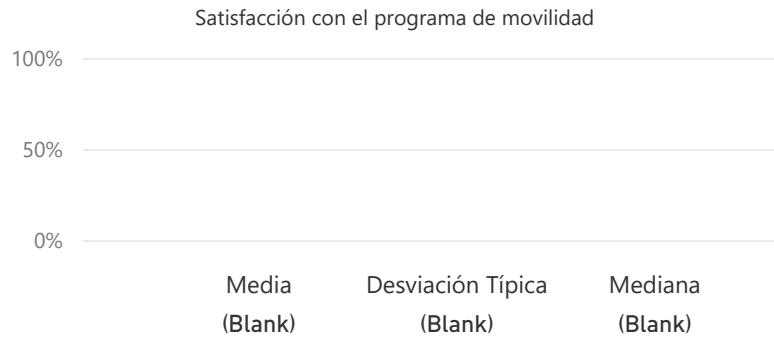 Satisfacción con el programa de movilidad
100%
50%
0%
Media Desviación Típica Mediana
(Blank) (Blank) (Blank)